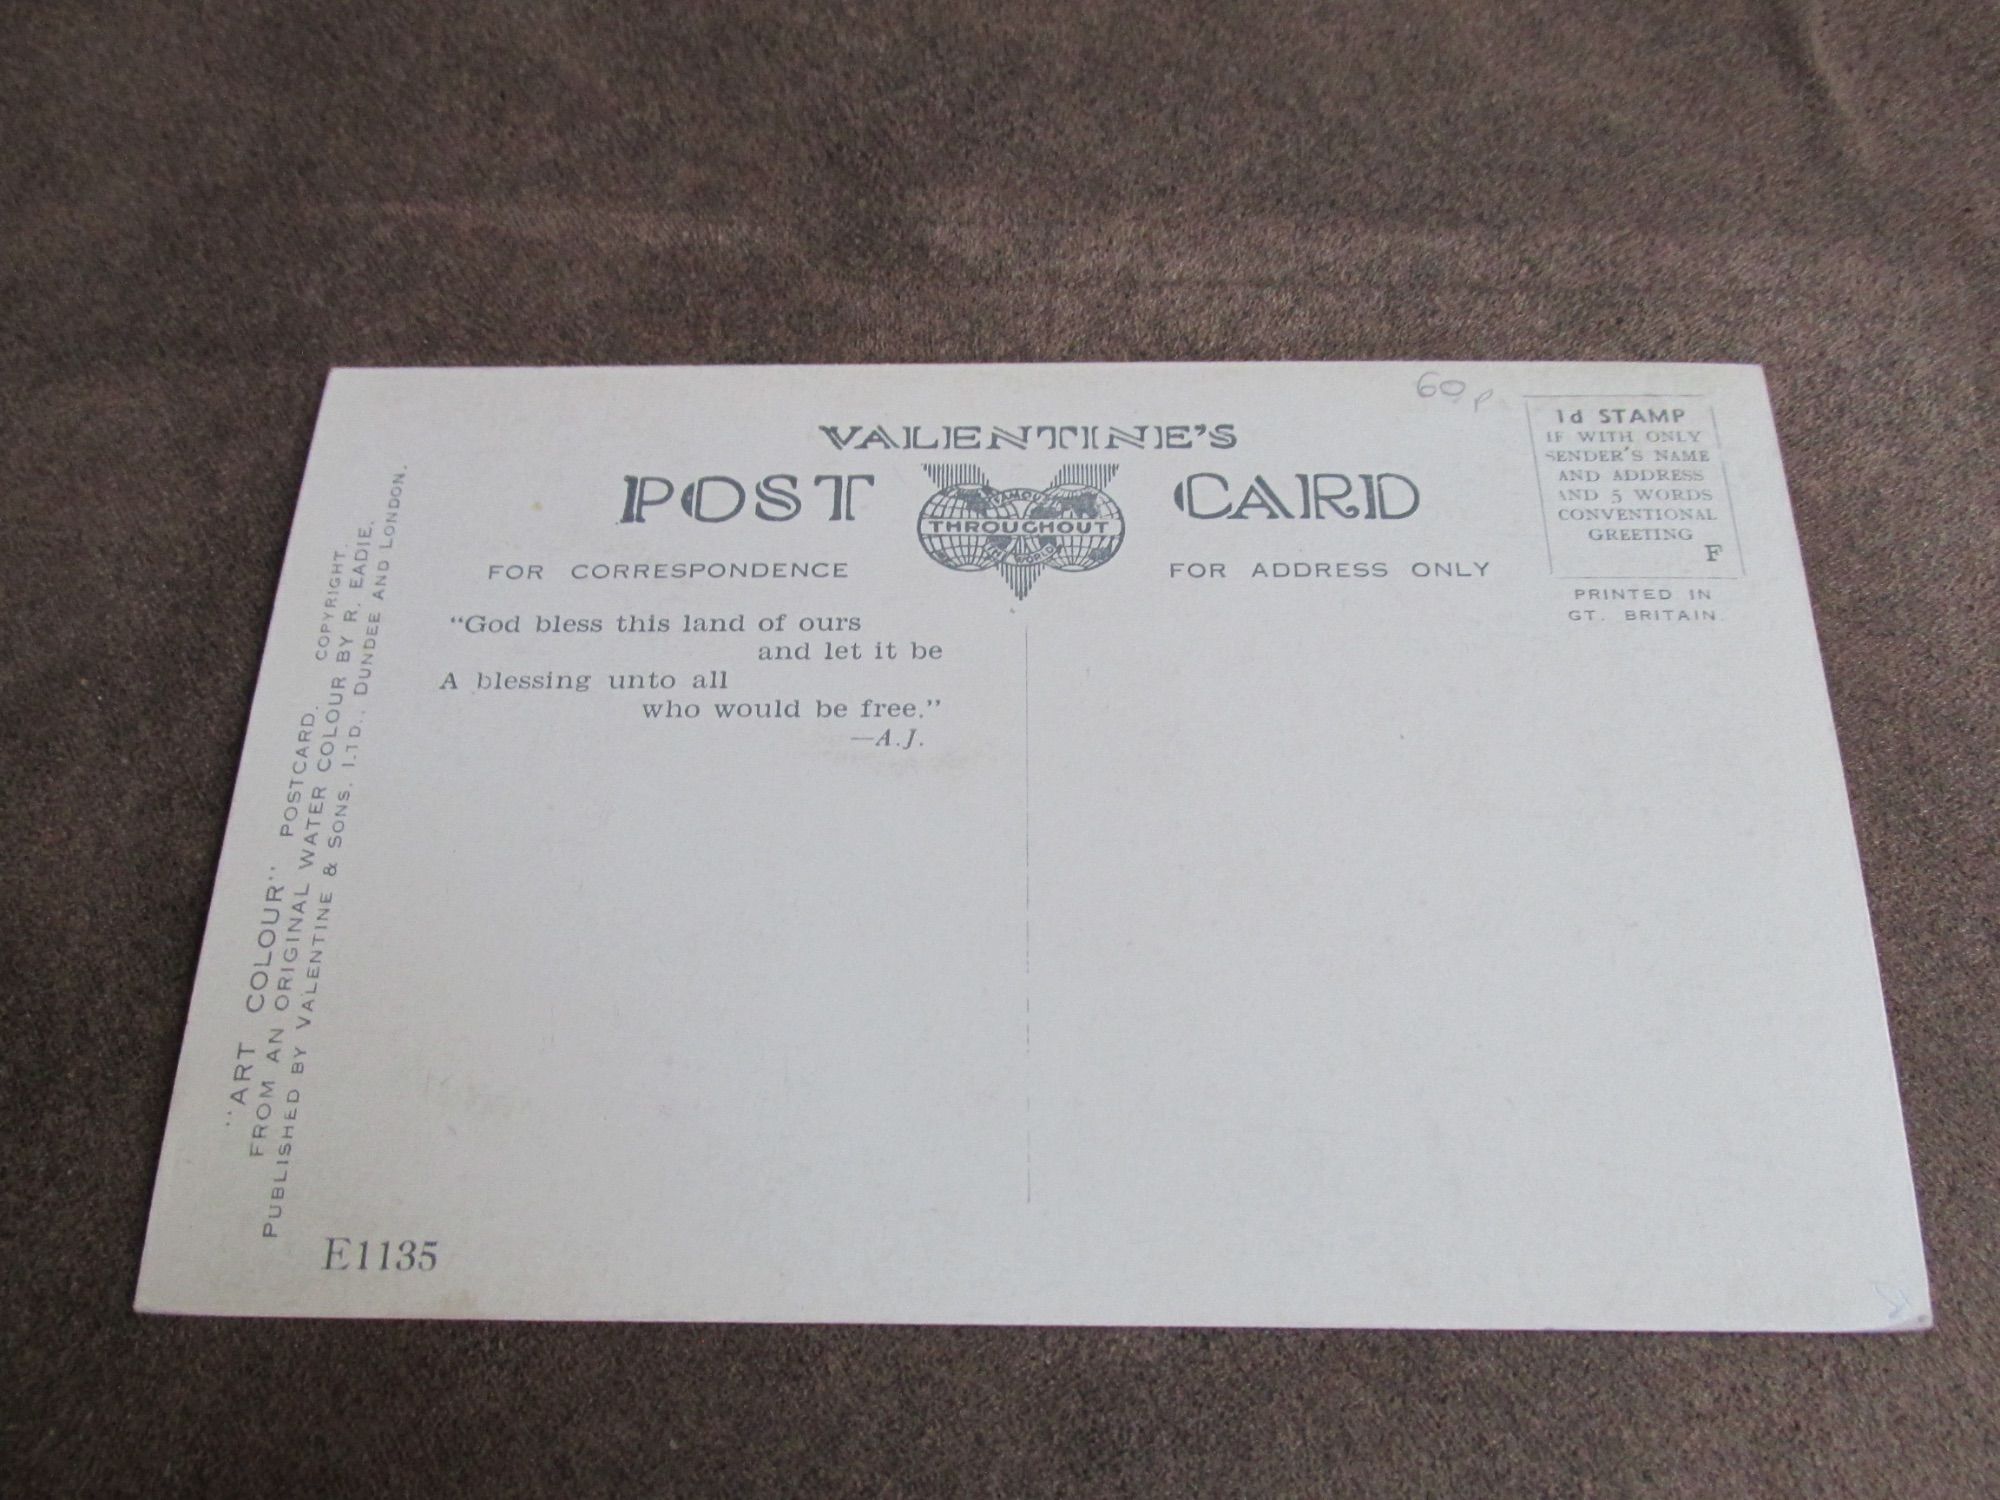 60p
VALENTINE'S
POST CARD
FAMOUS
THROUGHOUT
THE WORLD
FOR CORRESPONDENCE
FOR ADDRESS ONLY
1d STAMP
IF WITH ONLY
SENDER'S NAME
AND ADDRESS
AND 5 WORDS
CONVENTIONAL
GREETING
F
PRINTED IN
GT. BRITAIN.
"God bless this land of ours
and let it be
A blessing unto all
who would be free."
—A.J.
"ART COLOUR" POSTCARD. COPYRIGHT.
FROM AN ORIGINAL WATER COLOUR BY R. EADIE.
PUBLISHED BY VALENTINE & SONS, LTD., DUNDEE AND LONDON.
E1135